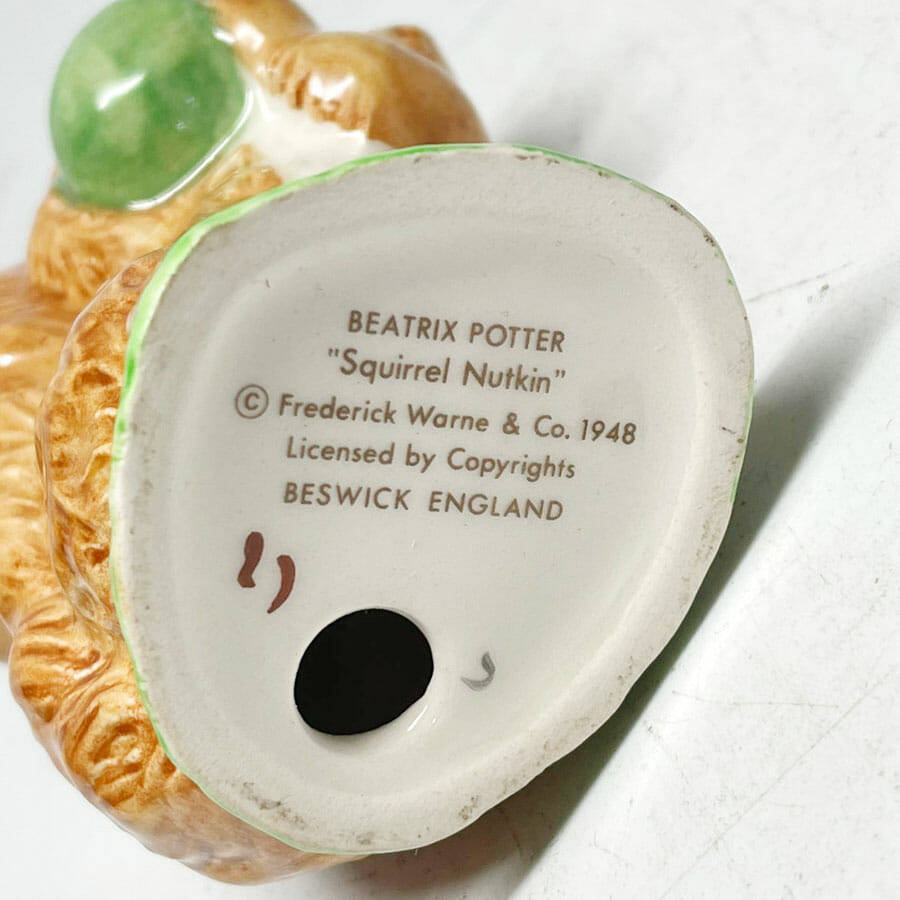 BEATRIX POTTER
"Squirrel Nutkin"
© Frederick Warne & Co. 1948
Licensed by Copyrights
BESWICK ENGLAND